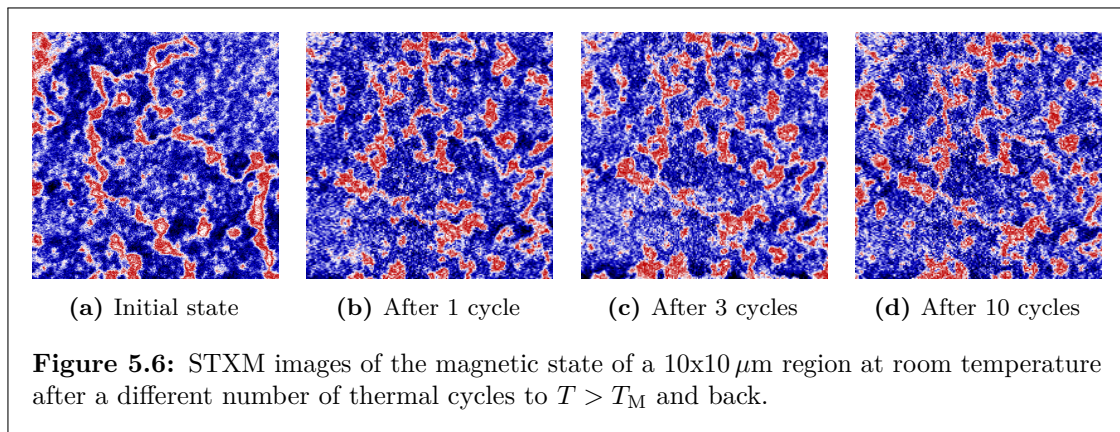 (a) Initial state
(b) After 1 cycle
(c) After 3 cycles
(d) After 10 cycles
Figure 5.6: STXM images of the magnetic state of a 10x10 μm region at room temperature
after a different number of thermal cycles to T > T_M and back.